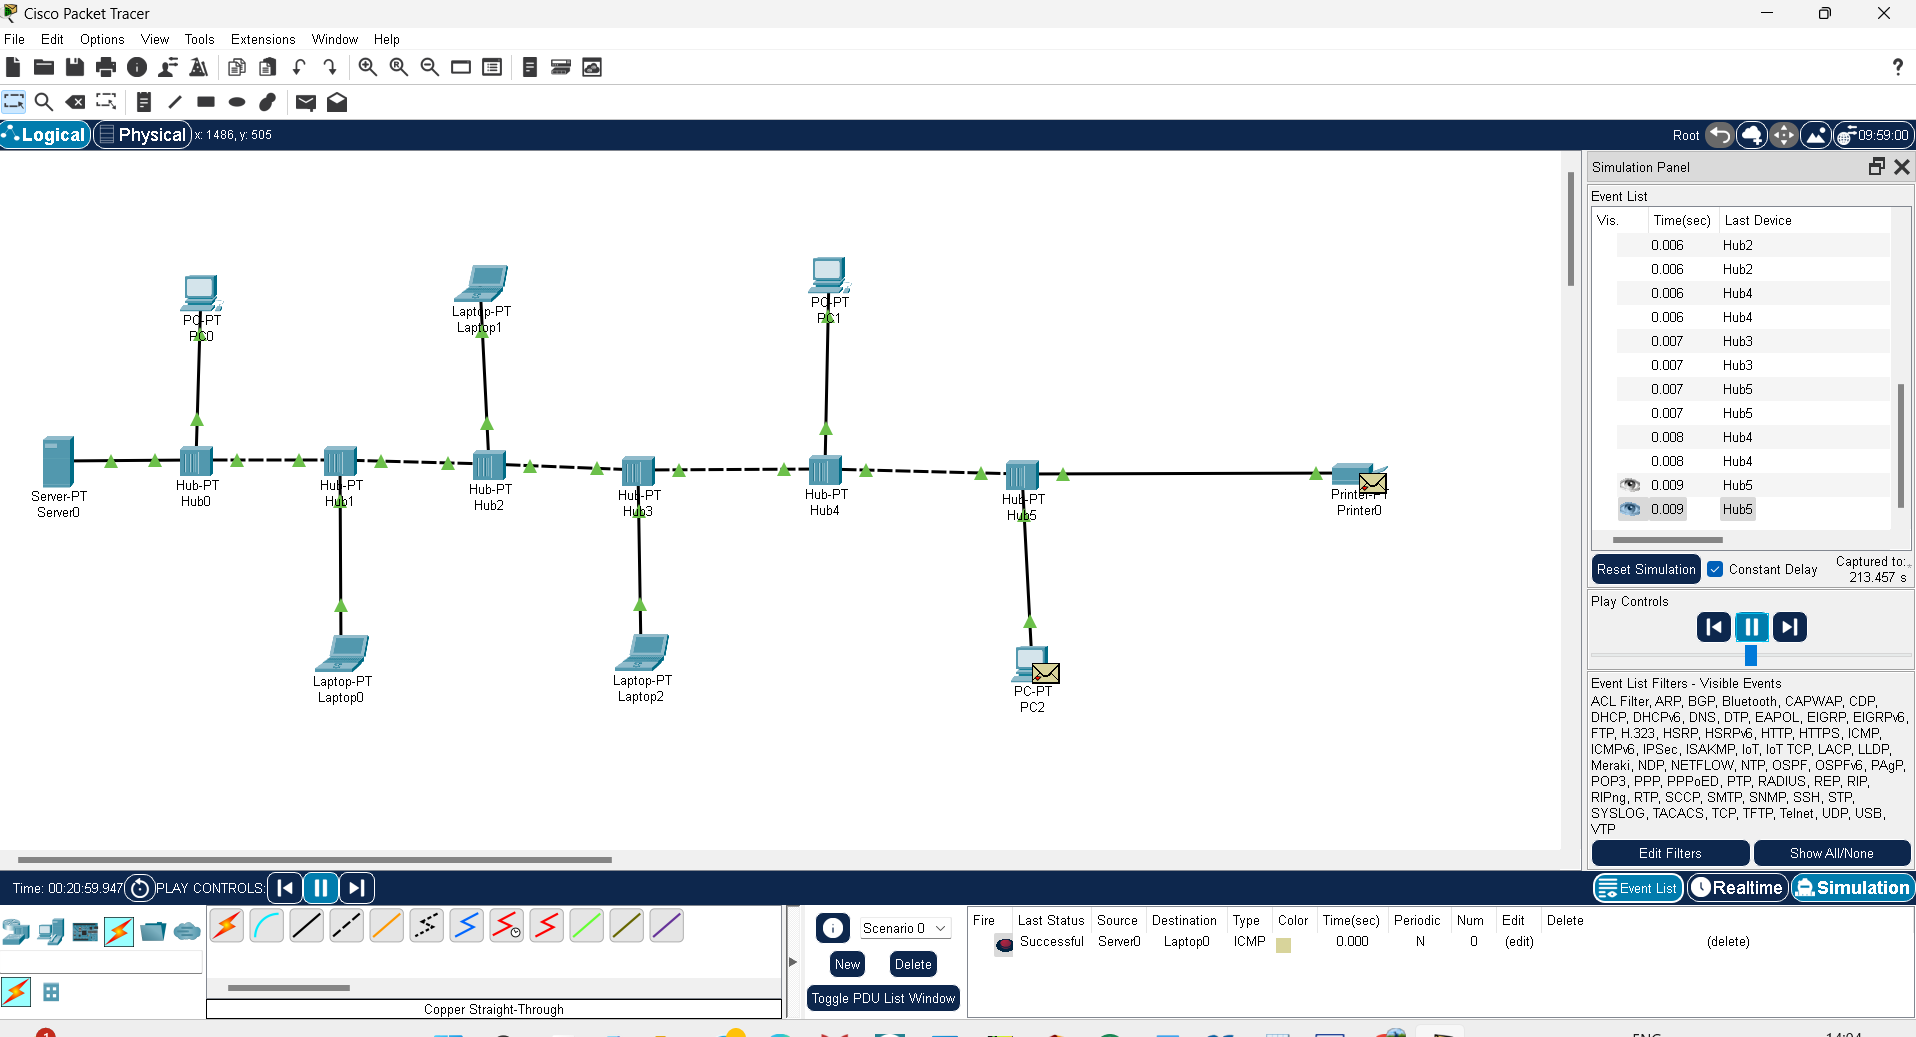 Cisco Packet Tracer
File Edit Options View Tools Extensions Window Help
?
Logical Physical x: 1486, y: 505 Root 09:59:00
Simulation Panel
Event List
Vis. Time(sec) Last Device
0.006 Hub2
0.006 Hub2
0.006 Hub4
0.006 Hub4
0.007 Hub3
0.007 Hub3
0.007 Hub5
0.007 Hub5
0.008 Hub4
0.008 Hub4
0.009 Hub5
0.009 Hub5
Reset Simulation Constant Delay Captured to:
213.457 s
Play Controls
Event List Filters - Visible Events
ACL Filter, ARP, BGP, Bluetooth, CAPWAP, CDP,
DHCP, DHCPv6, DNS, DTP, EAPOL, EIGRP, EIGRPv6,
FTP, H.323, HSRP, HSRPv6, HTTP, HTTPS, ICMP,
ICMPv6, IPSec, ISAKMP, IoT, IoT TCP, LACP, LLDP,
Meraki, NDP, NETFLOW, NTP, OSPF, OSPFv6, PAgP,
POP3, PPP, PPPoED, PTP, RADIUS, REP, RIP,
RIPng, RTP, SCCP, SMTP, SNMP, SSH, STP,
SYSLOG, TACACS, TCP, TFTP, Telnet, UDP, USB,
VTP
Edit Filters Show All/None
PC-PT
PC0
Laptop-PT
Laptop1
PC-PT
PC1
Server-PT
Server0
Hub-PT
Hub0
Hub-PT
Hub1
Hub-PT
Hub2
Hub-PT
Hub3
Hub-PT
Hub4
Hub-PT
Hub5
Printer-PT
Printer0
Laptop-PT
Laptop0
Laptop-PT
Laptop2
PC-PT
PC2
Time: 00:20:59.947 PLAY CONTROLS: Event List Realtime Simulation
Scenario 0
New Delete
Toggle PDU List Window
Fire Last Status Source Destination Type Color Time(sec) Periodic Num Edit Delete
Successful Server0 Laptop0 ICMP 0.000 N 0 (edit) (delete)
Copper Straight-Through
1